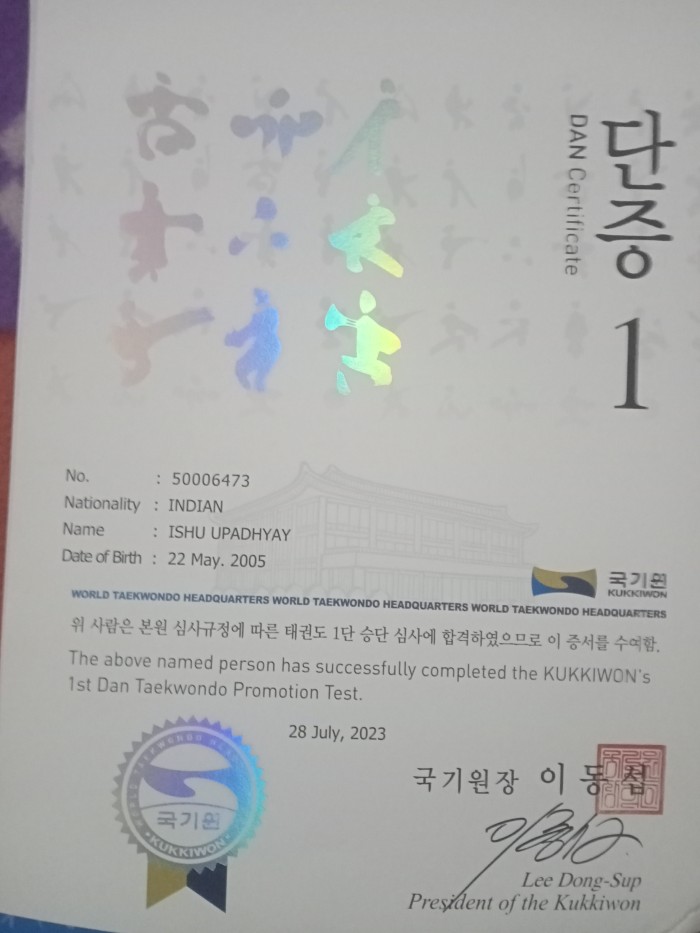 단증 1
DAN Certificate
No. : 50006473
Nationality : INDIAN
Name : ISHU UPADHYAY
Date of Birth : 22 May. 2005
국기원
KUKKIWON
WORLD TAEKWONDO HEADQUARTERS WORLD TAEKWONDO HEADQUARTERS WORLD TAEKWONDO HEADQUARTERS
위 사람은 본원 심사규정에 따른 태권도 1단 승단 심사에 합격하였으므로 이 증서를 수여함.
The above named person has successfully completed the KUKKIWON's
1st Dan Taekwondo Promotion Test.
28 July, 2023
국기원
KUKKIWON
국기원장 이동섭
Lee Dong-Sup
President of the Kukkiwon